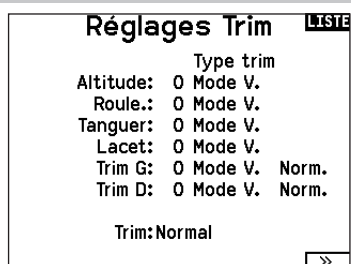 Réglages Trim LISTE
Type trim
Altitude: 0 Mode V.
Roule.: 0 Mode V.
Tanguer: 0 Mode V.
Lacet: 0 Mode V.
Trim G: 0 Mode V. Norm.
Trim D: 0 Mode V. Norm.
Trim:Normal
>>